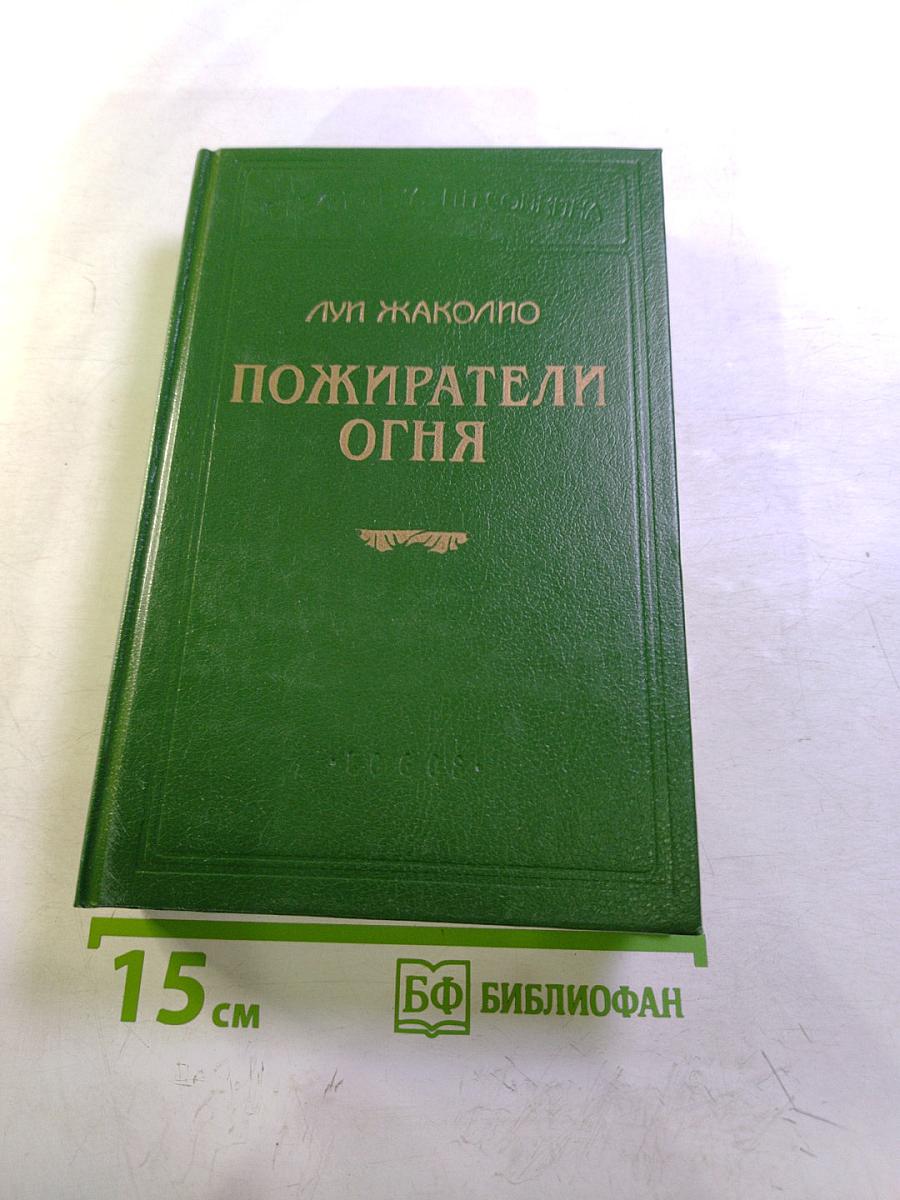 ЛУИ ЖАКОЛИО
ПОЖИРАТЕЛИ
ОГНЯ
15 см
БФ БИБЛИОФАН